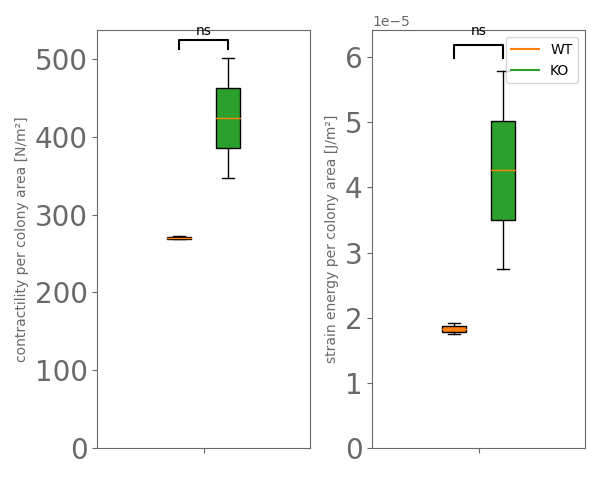 ns
contractility per colony area [N/m²]
500
400
300
200
100
0
1e−5
ns
WT
KO
strain energy per colony area [J/m²]
6
5
4
3
2
1
0